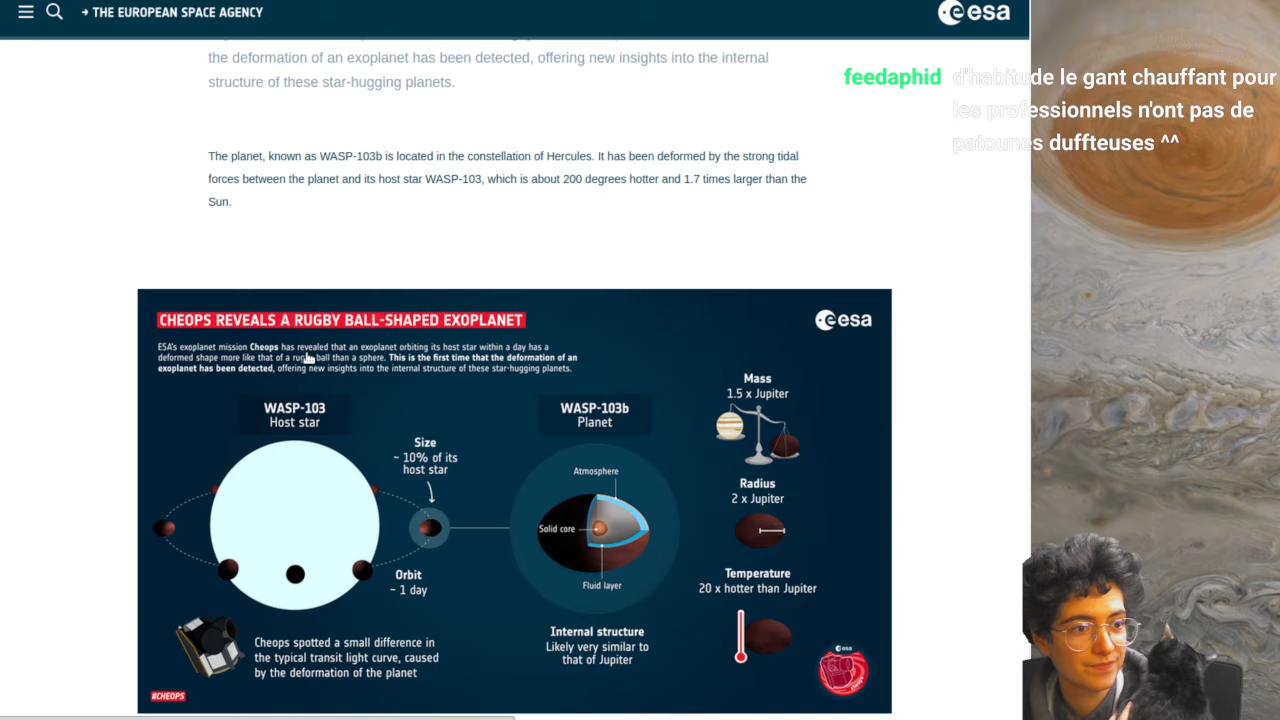 → THE EUROPEAN SPACE AGENCY
esa
the deformation of an exoplanet has been detected, offering new insights into the internal
structure of these star-hugging planets.
feedaphid d'habitude le gant chauffant pour
les professionnels n'ont pas de
patounes duffteuses ^^
The planet, known as WASP-103b is located in the constellation of Hercules. It has been deformed by the strong tidal
forces between the planet and its host star WASP-103, which is about 200 degrees hotter and 1.7 times larger than the
Sun.
CHEOPS REVEALS A RUGBY BALL-SHAPED EXOPLANET
esa
ESA's exoplanet mission Cheops has revealed that an exoplanet orbiting its host star within a day has a
deformed shape more like that of a rugby ball than a sphere. This is the first time that the deformation of an
exoplanet has been detected, offering new insights into the internal structure of these star-hugging planets.
WASP-103
Host star
Size
~ 10% of its
host star
Orbit
~ 1 day
Cheops spotted a small difference in
the typical transit light curve, caused
by the deformation of the planet
#CHEOPS
WASP-103b
Planet
Atmosphere
Solid core
Fluid layer
Internal structure
Likely very similar to
that of Jupiter
Mass
1.5 x Jupiter
Radius
2 x Jupiter
Temperature
20 x hotter than Jupiter
esa
cheops